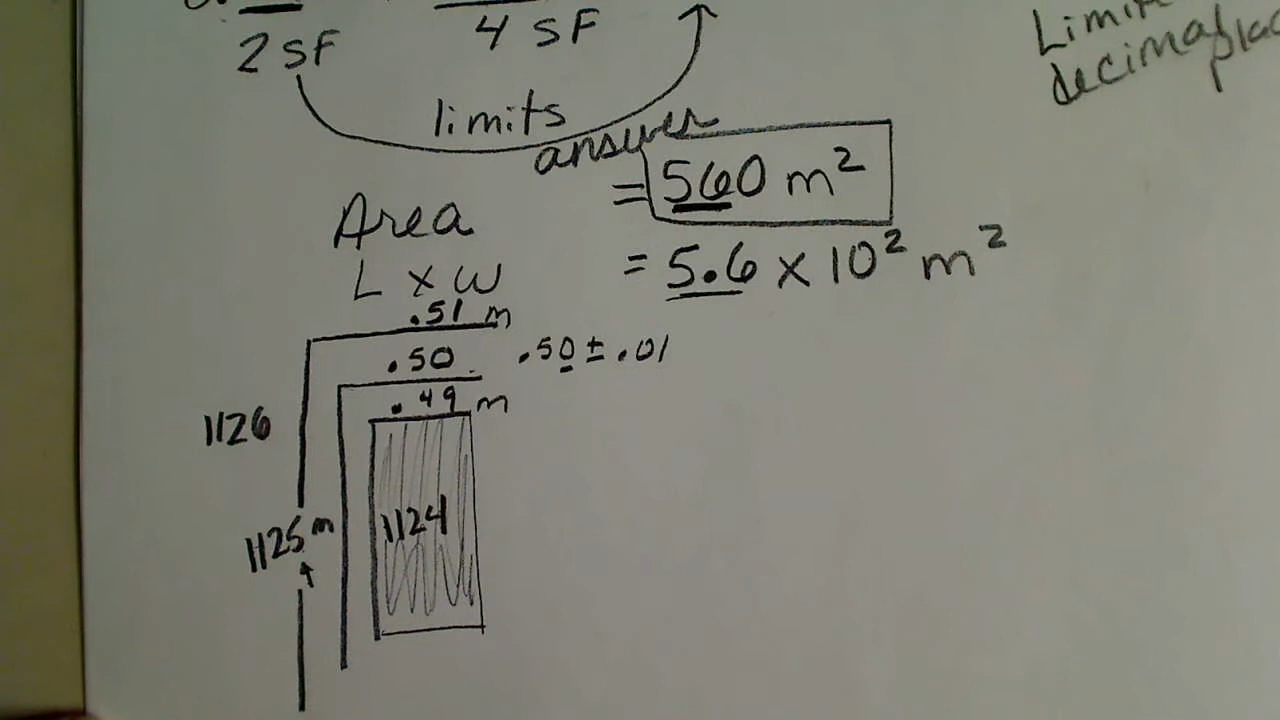 2 SF
4 SF
Limit
decimal plac
limits
answer
= 560 m²
Area
= 5.6 x 10² m²
L x W
.51 m
.50
.50 ± .01
.49 m
1126
1124
1125 m